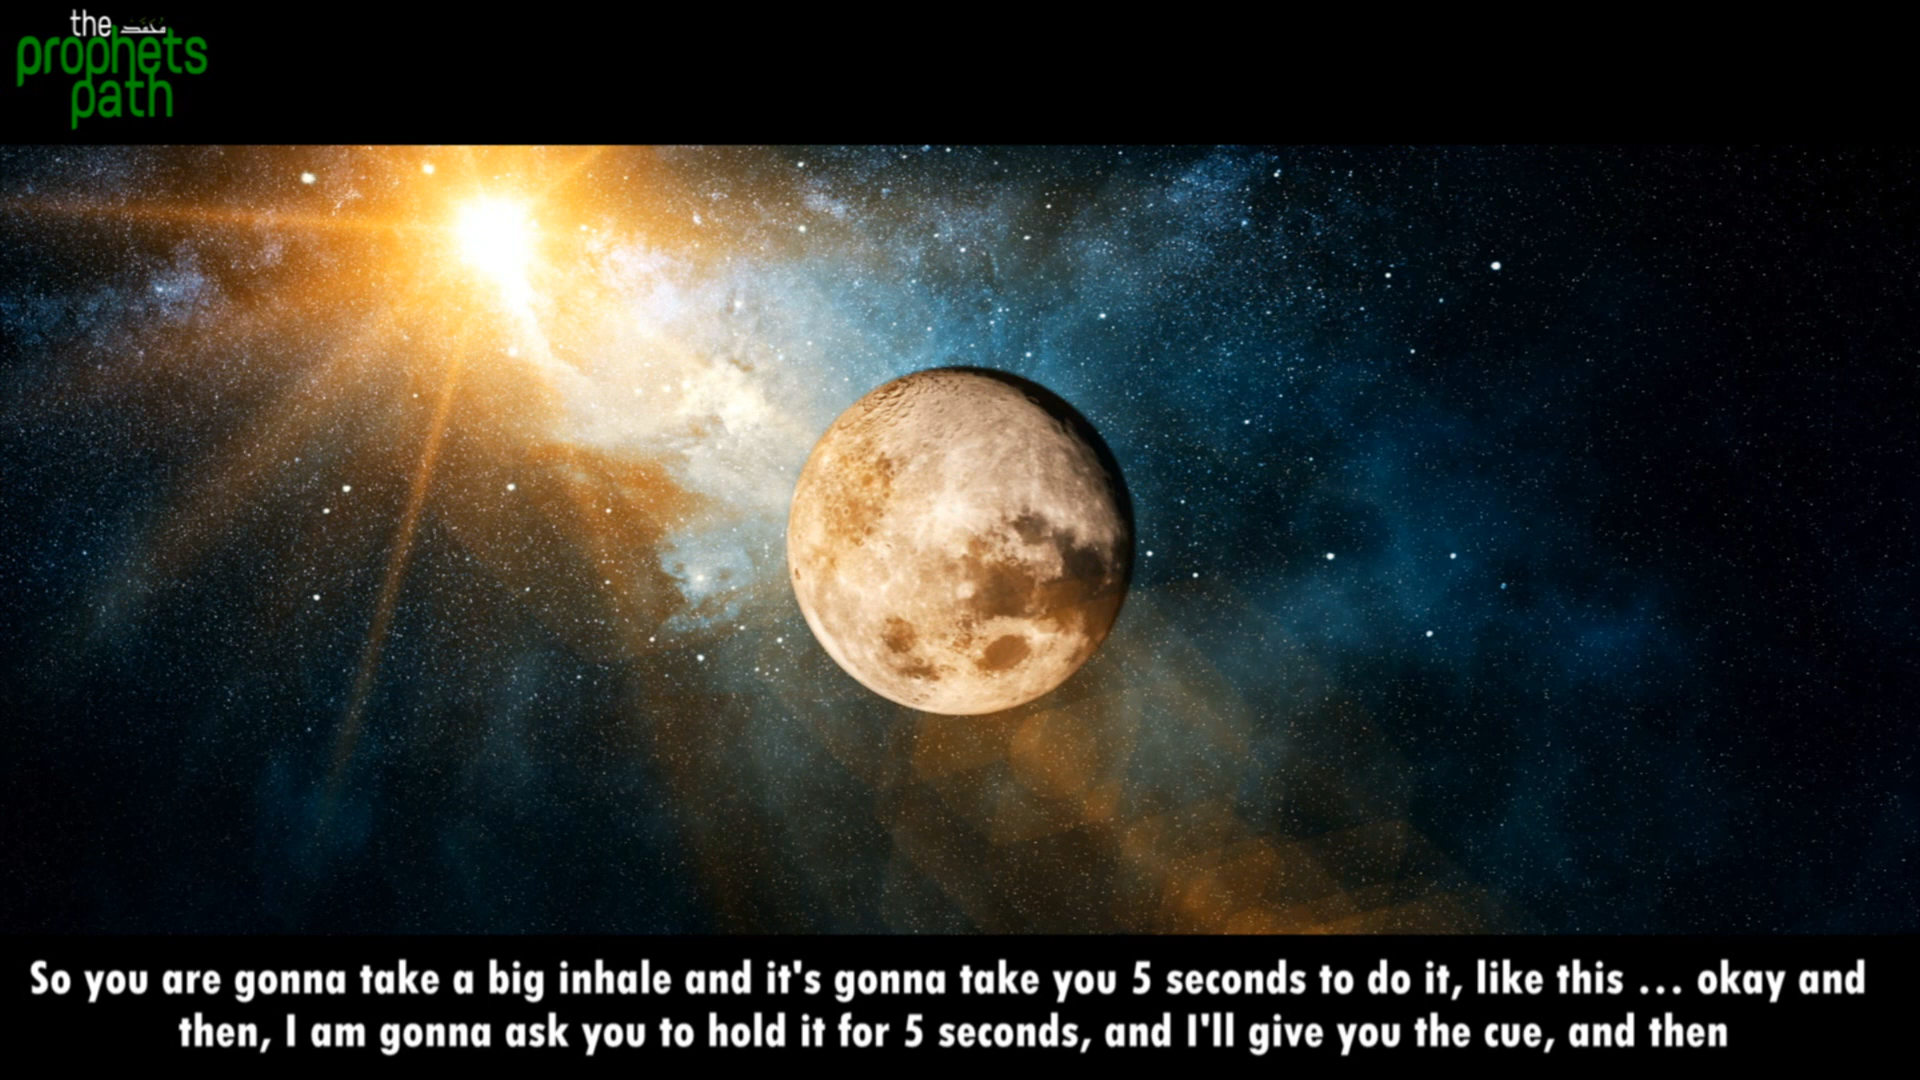 the محمد
prophets
path
So you are gonna take a big inhale and it's gonna take you 5 seconds to do it, like this ... okay and
then, I am gonna ask you to hold it for 5 seconds, and I'll give you the cue, and then